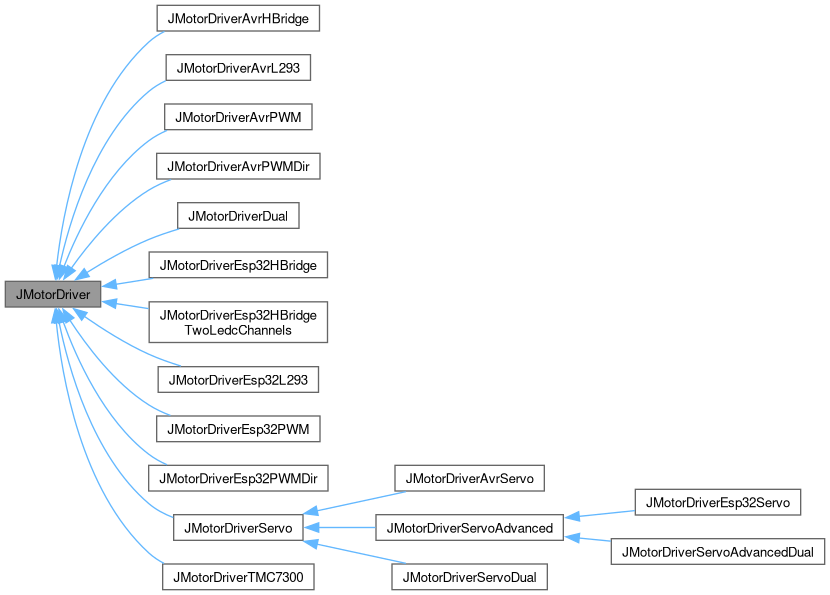 JMotorDriverAvrHBridge
JMotorDriverAvrL293
JMotorDriverAvrPWM
JMotorDriverAvrPWMDir
JMotorDriverDual
JMotorDriverEsp32HBridge
JMotorDriver
JMotorDriverEsp32HBridge
TwoLedcChannels
JMotorDriverEsp32L293
JMotorDriverEsp32PWM
JMotorDriverEsp32PWMDir
JMotorDriverAvrServo
JMotorDriverEsp32Servo
JMotorDriverServo
JMotorDriverServoAdvanced
JMotorDriverServoAdvancedDual
JMotorDriverTMC7300
JMotorDriverServoDual